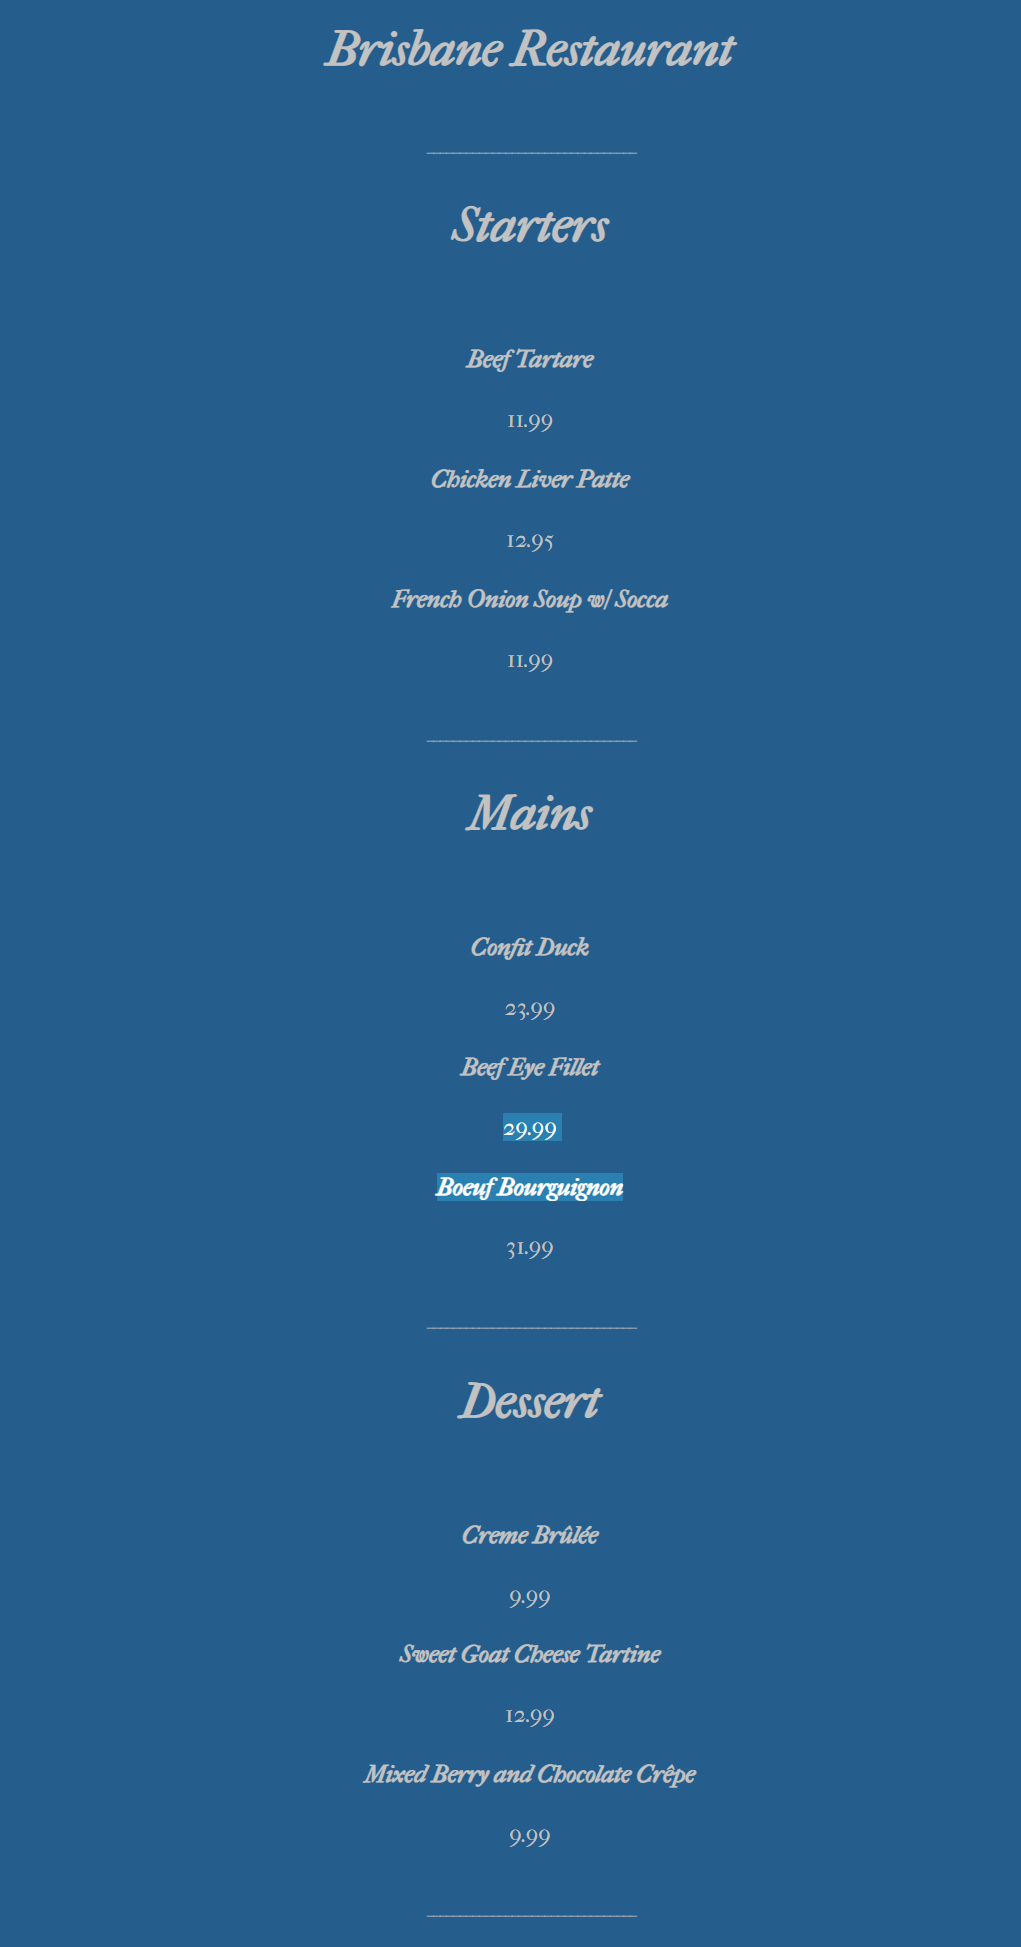 Brisbane Restaurant
Starters
Beef Tartare
11.99
Chicken Liver Patte
12.95
French Onion Soup w/ Socca
11.99
Mains
Confit Duck
23.99
Beef Eye Fillet
29.99
Boeuf Bourguignon
31.99
Dessert
Creme Brûlée
9.99
Sweet Goat Cheese Tartine
12.99
Mixed Berry and Chocolate Crêpe
9.99